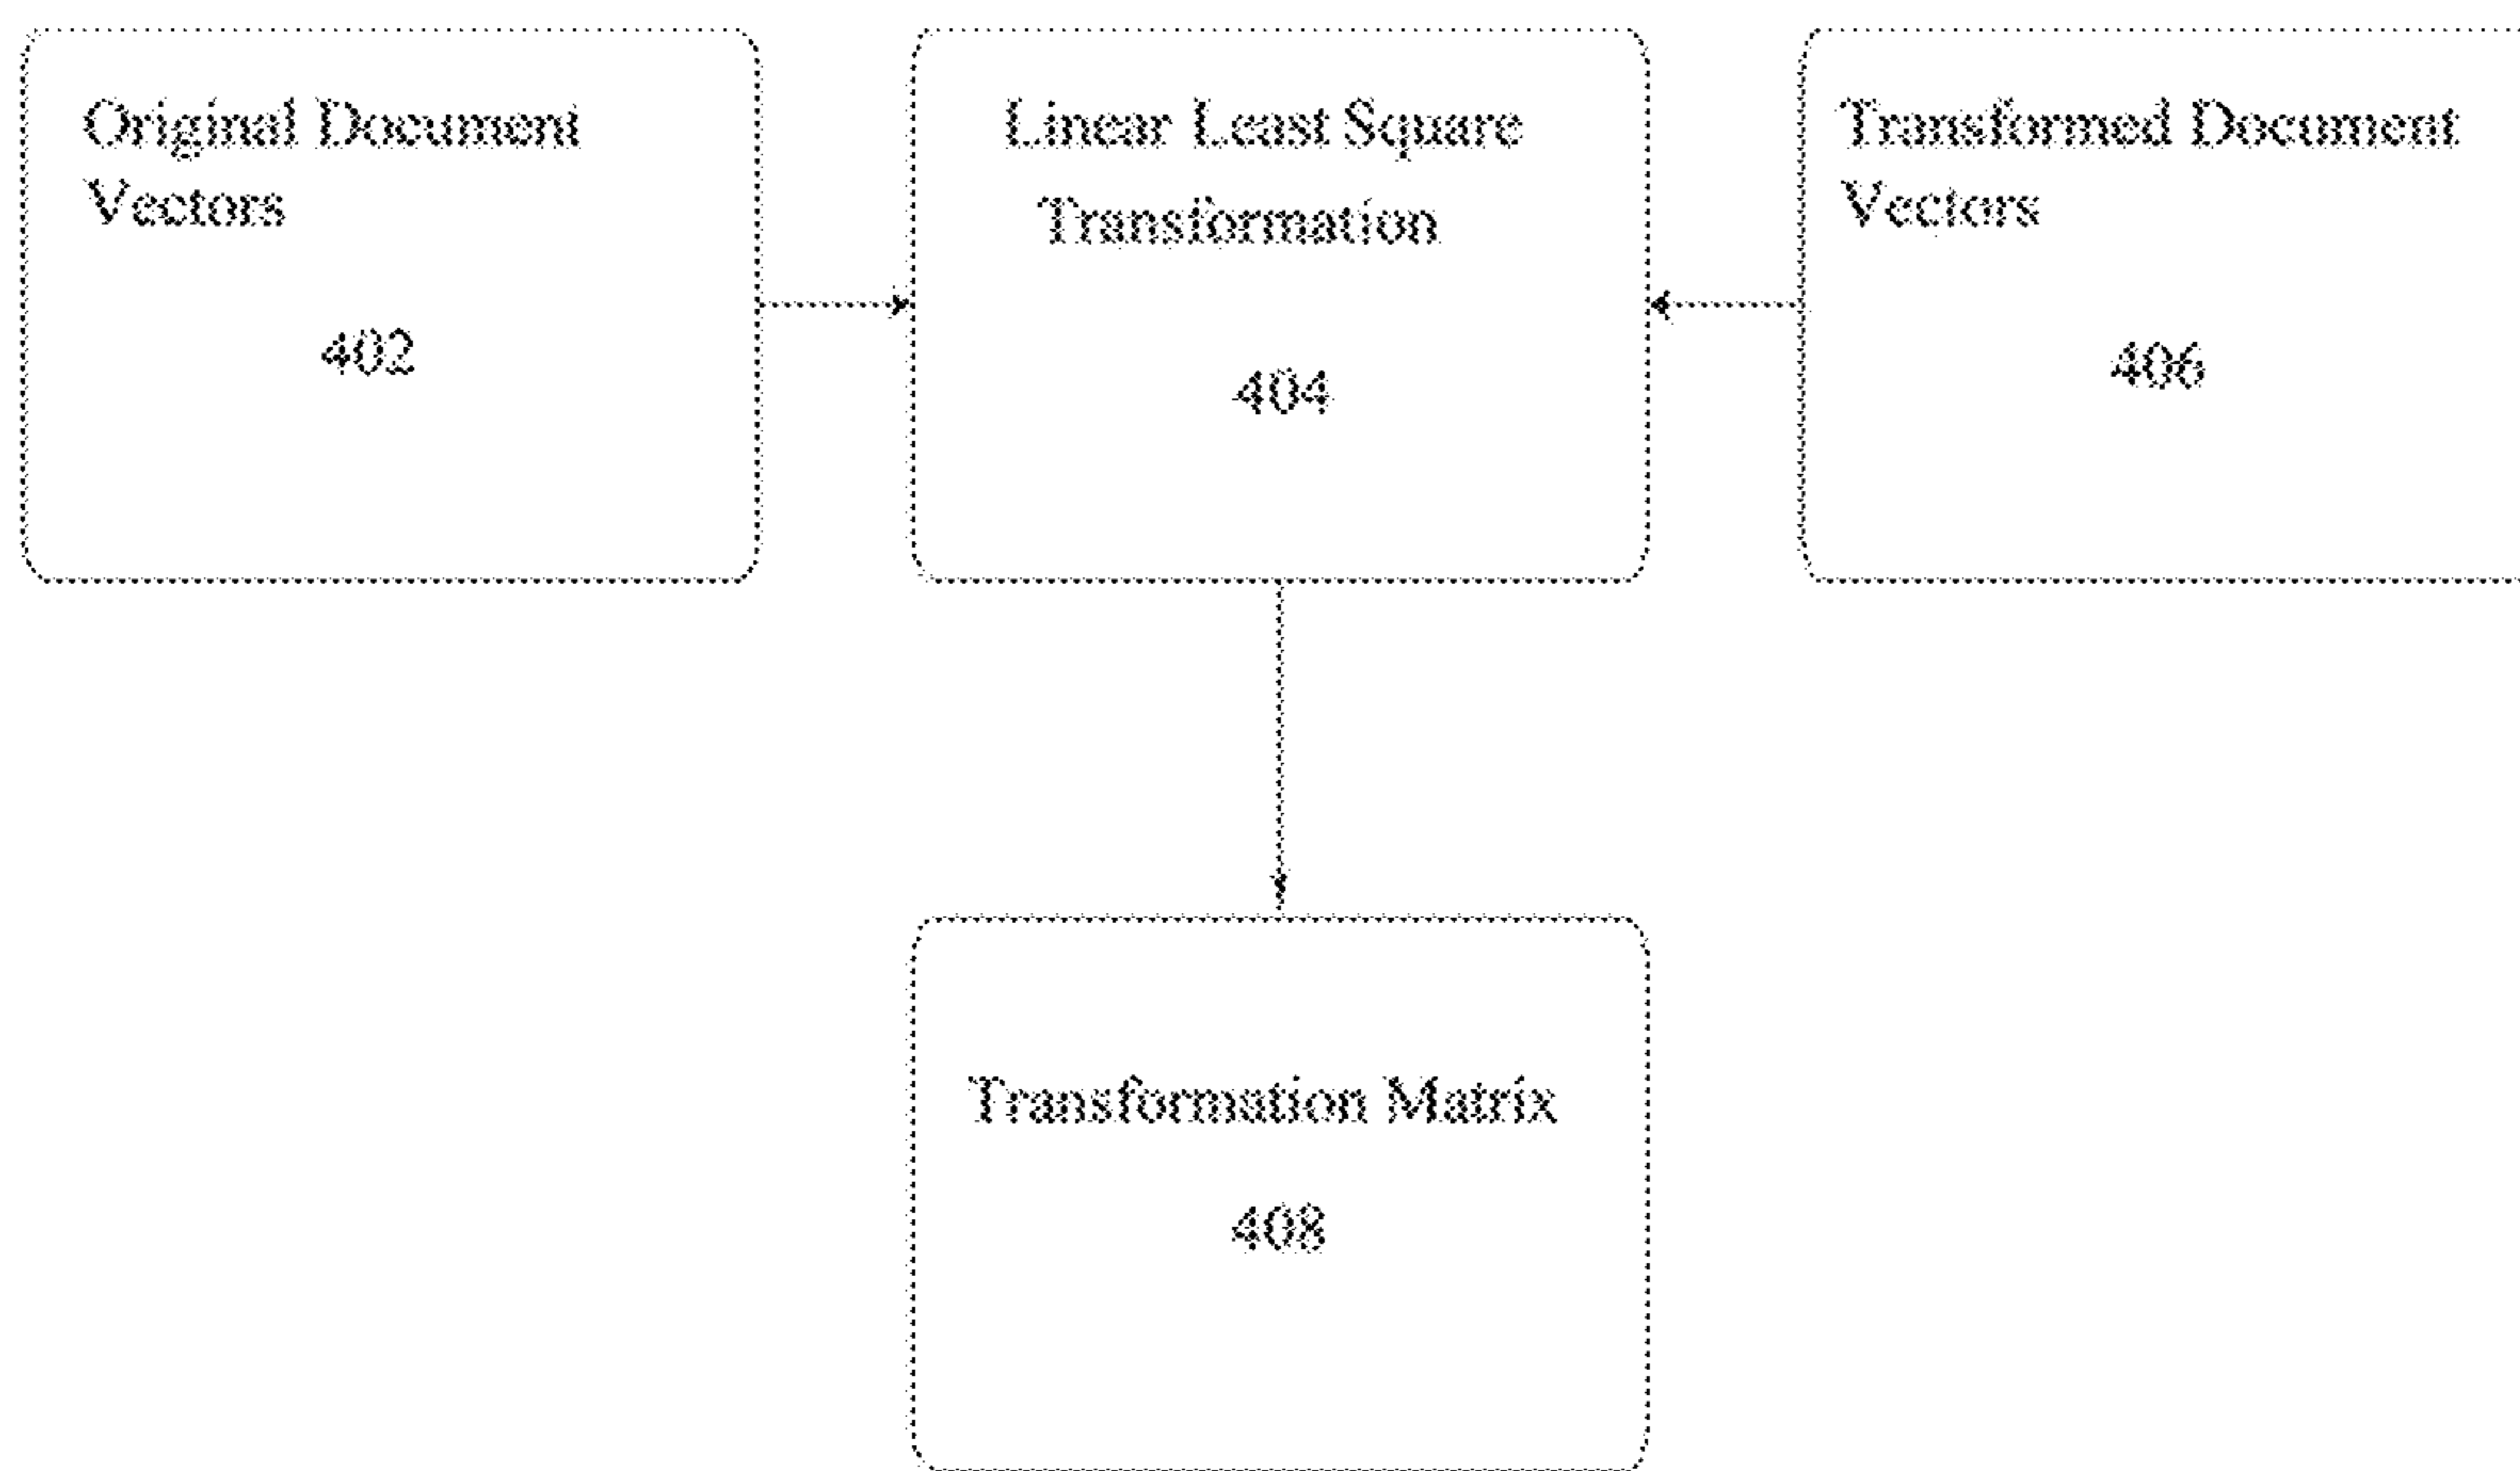 Original Document
Vectors
402
Linear Least Square
Transformation
404
Transformed Document
Vectors
406
Transformation Matrix
408